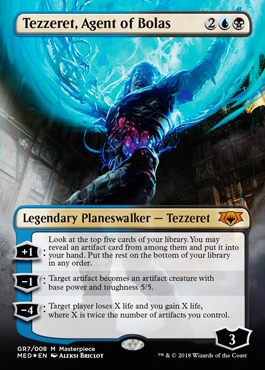 Tezzeret, Agent of Bolas 2
Legendary Planeswalker — Tezzeret
+1: Look at the top five cards of your library. You may
reveal an artifact card from among them and put it into
your hand. Put the rest on the bottom of your library
in any order.
-1: Target artifact becomes an artifact creature with
base power and toughness 5/5.
-4: Target player loses X life and you gain X life,
where X is twice the number of artifacts you control.
3
GR7/008 M Masterpiece
MED ★ EN Aleksi Briclot
™ & © 2018 Wizards of the Coast